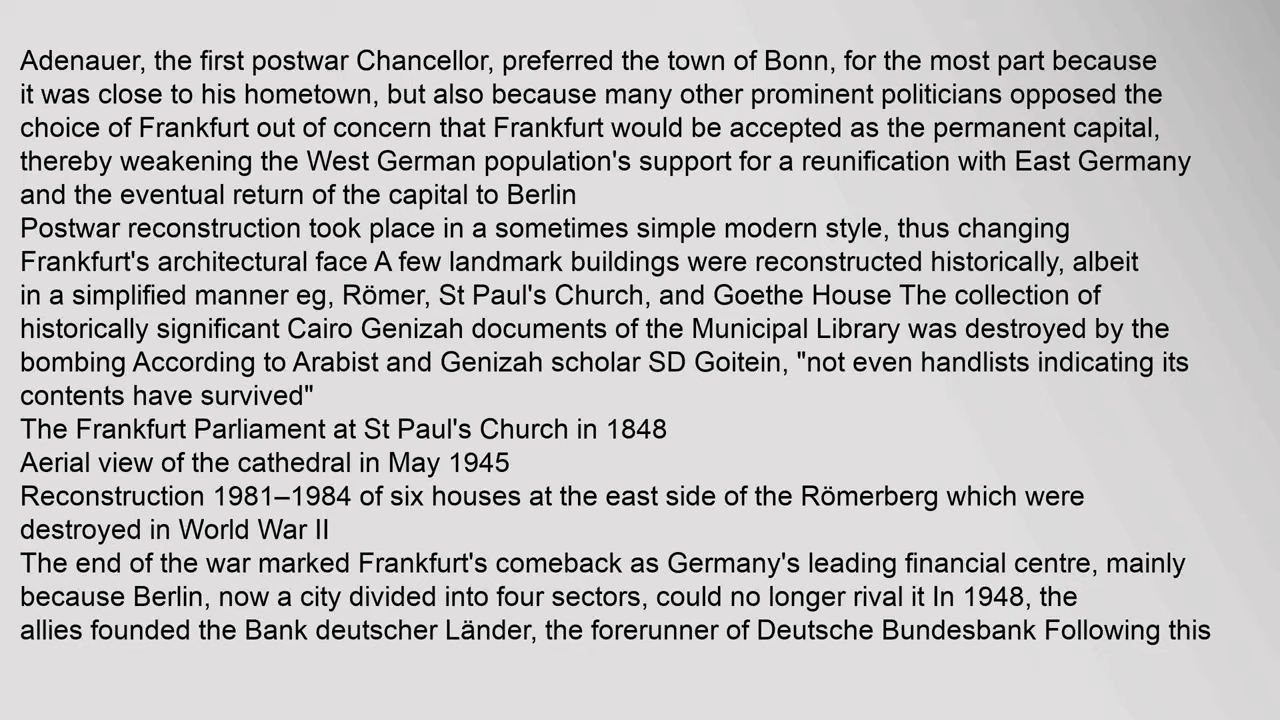 Adenauer, the first postwar Chancellor, preferred the town of Bonn, for the most part because
it was close to his hometown, but also because many other prominent politicians opposed the
choice of Frankfurt out of concern that Frankfurt would be accepted as the permanent capital,
thereby weakening the West German population's support for a reunification with East Germany
and the eventual return of the capital to Berlin
Postwar reconstruction took place in a sometimes simple modern style, thus changing
Frankfurt's architectural face A few landmark buildings were reconstructed historically, albeit
in a simplified manner eg, Römer, St Paul's Church, and Goethe House The collection of
historically significant Cairo Genizah documents of the Municipal Library was destroyed by the
bombing According to Arabist and Genizah scholar SD Goitein, "not even handlists indicating its
contents have survived"
The Frankfurt Parliament at St Paul's Church in 1848
Aerial view of the cathedral in May 1945
Reconstruction 1981–1984 of six houses at the east side of the Römerberg which were
destroyed in World War II
The end of the war marked Frankfurt's comeback as Germany's leading financial centre, mainly
because Berlin, now a city divided into four sectors, could no longer rival it In 1948, the
allies founded the Bank deutscher Länder, the forerunner of Deutsche Bundesbank Following this